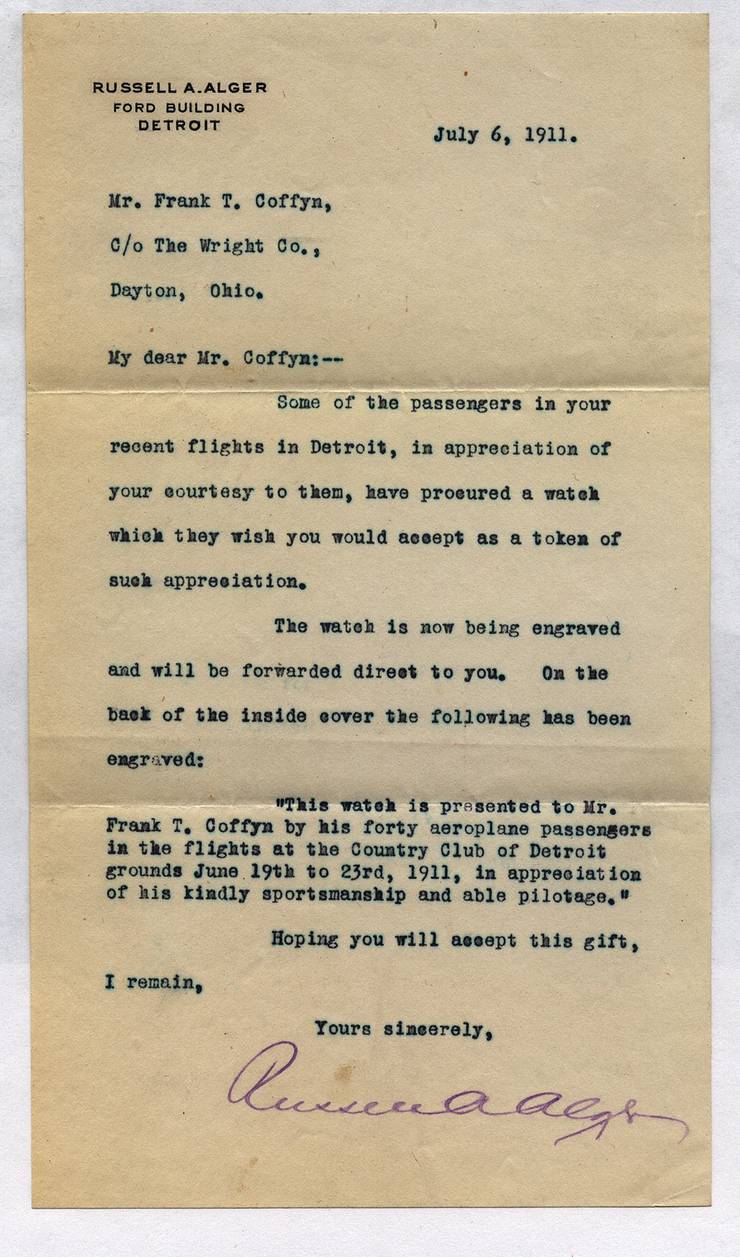 RUSSELL A. ALGER
FORD BUILDING
DETROIT
July 6, 1911.
Mr. Frank T. Coffyn,
C/o The Wright Co.,
Dayton, Ohio.
My dear Mr. Coffyn:--
Some of the passengers in your
recent flights in Detroit, in appreciation of
your courtesy to them, have procured a watch
which they wish you would accept as a token of
such appreciation.
The watch is now being engraved
and will be forwarded direct to you. On the
back of the inside cover the following has been
engraved:
"This watch is presented to Mr.
Frank T. Coffyn by his forty aeroplane passengers
in the flights at the Country Club of Detroit
grounds June 19th to 23rd, 1911, in appreciation
of his kindly sportsmanship and able pilotage."
Hoping you will accept this gift,
I remain,
Yours sincerely,
Russell A Alger